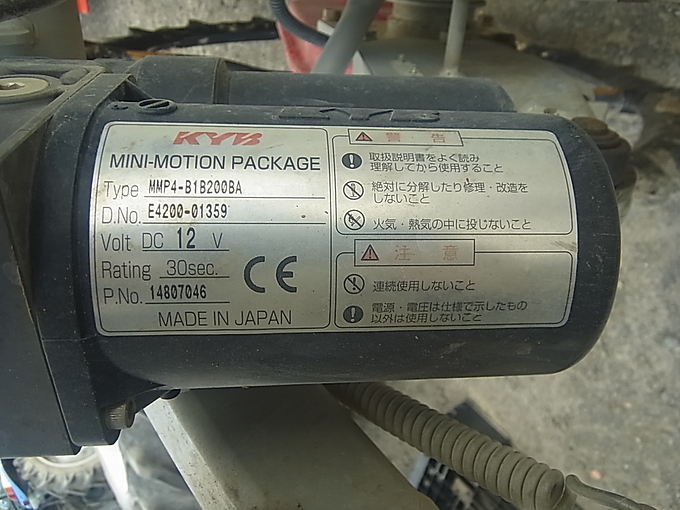 KYB
KYB
MINI-MOTION PACKAGE
Type MMP4-B1B200BA
D.No. E4200-01359
Volt DC 12 V
Rating 30sec.
P.No. 14807046
CE
MADE IN JAPAN
警 告
取扱説明書をよく読み
理解してから使用すること
絶対に分解したり修理・改造を
しないこと
火気・熱気の中に投じないこと
注 意
連続使用しないこと
電源・電圧は仕様で示したもの
以外は使用しないこと